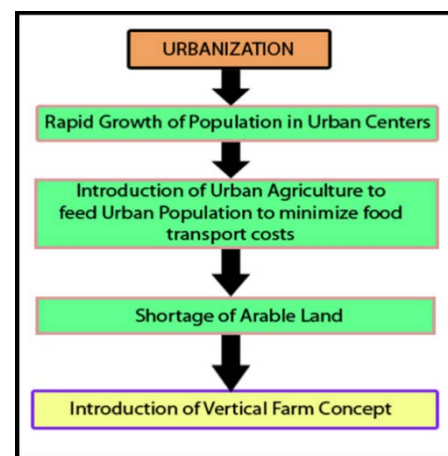 URBANIZATION
Rapid Growth of Population in Urban Centers
Introduction of Urban Agriculture to
feed Urban Population to minimize food
transport costs
Shortage of Arable Land
Introduction of Vertical Farm Concept